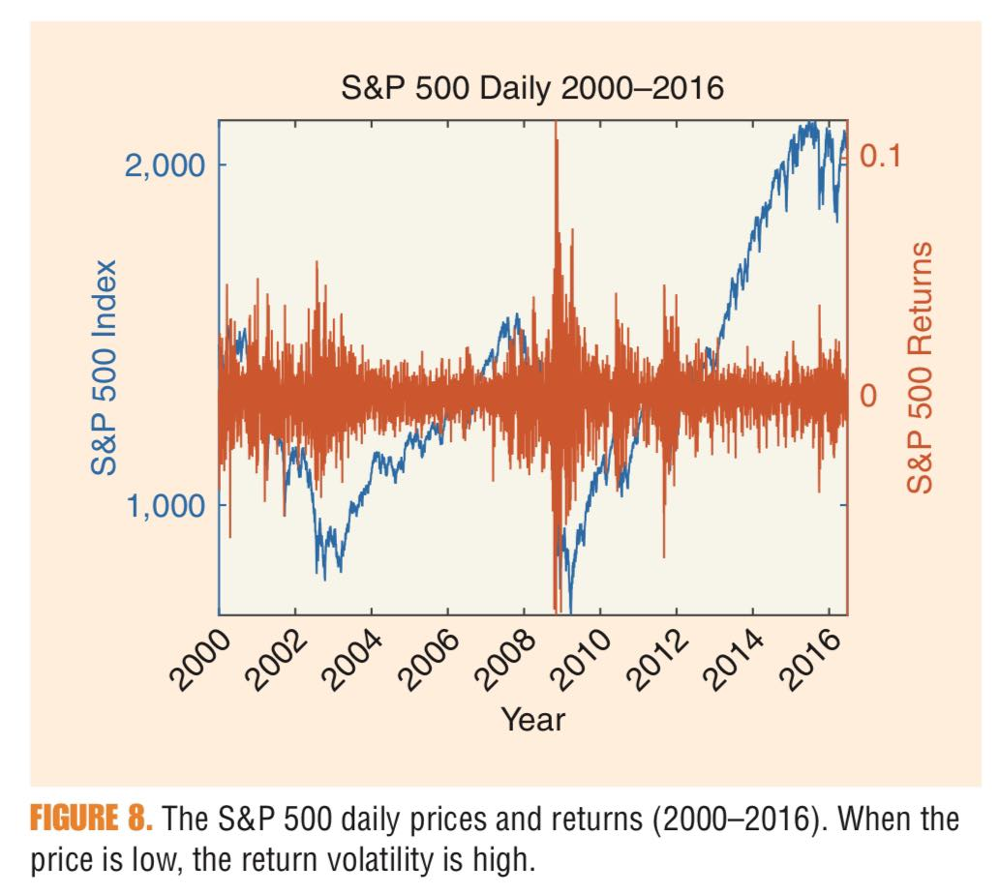 S&P 500 Daily 2000–2016
2,000
1,000
S&P 500 Index
0.1
0
S&P 500 Returns
2000 2002 2004 2006 2008 2010 2012 2014 2016
Year
FIGURE 8. The S&P 500 daily prices and returns (2000–2016). When the
price is low, the return volatility is high.